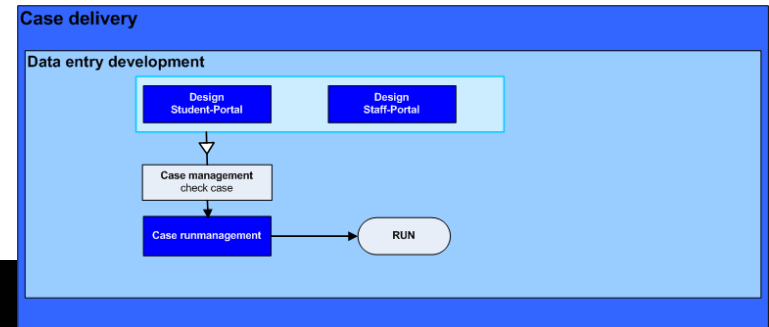 Case delivery
Data entry development
Design
Student-Portal
Design
Staff-Portal
Case management
check case
Case runmanagement
RUN